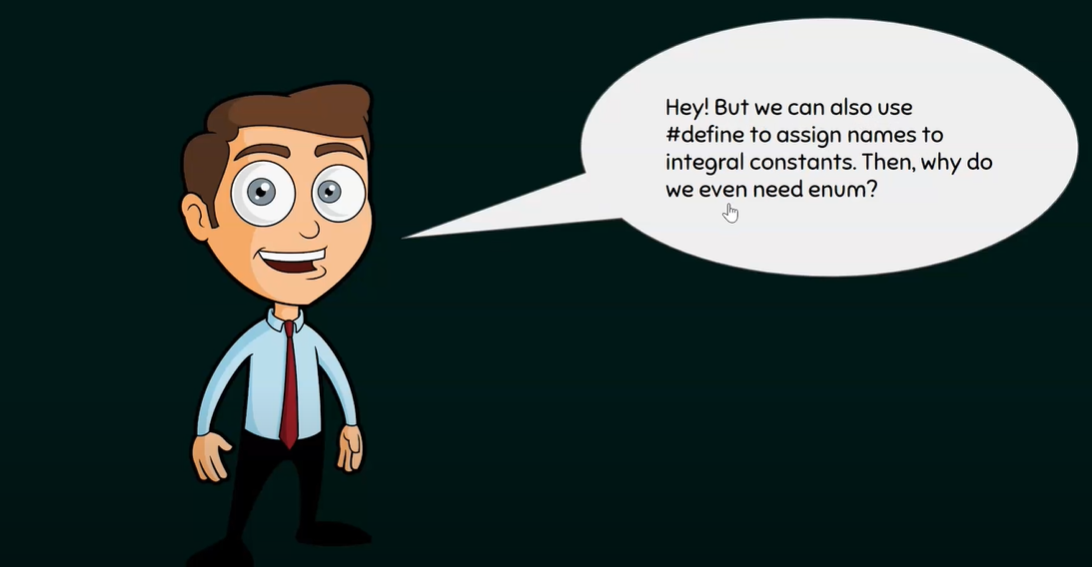 Hey! But we can also use
#define to assign names to
integral constants. Then, why do
we even need enum?